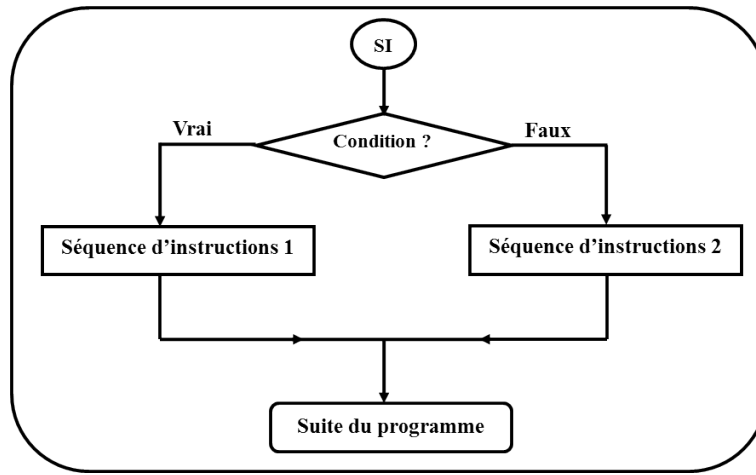 SI
Condition ?
Vrai
Faux
Séquence d’instructions 1
Séquence d’instructions 2
Suite du programme